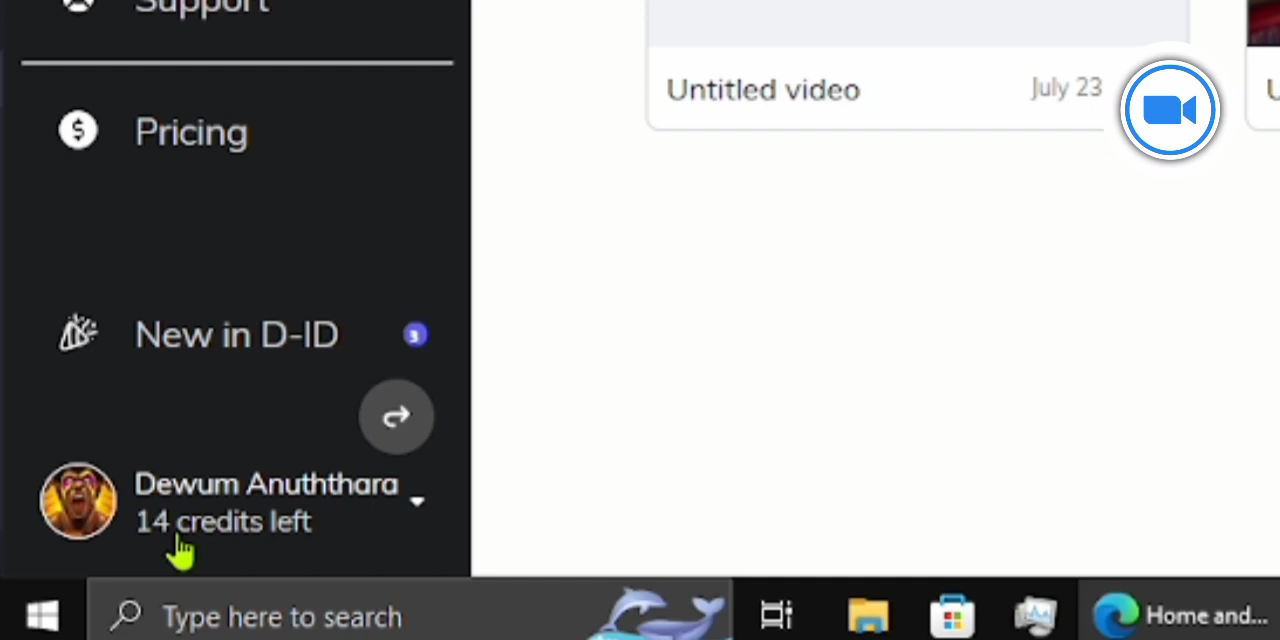 Support
Untitled video
July 23
U
$
Pricing
New in D-ID
3
Dewum Anuththara
14 credits left
Type here to search
Home and...